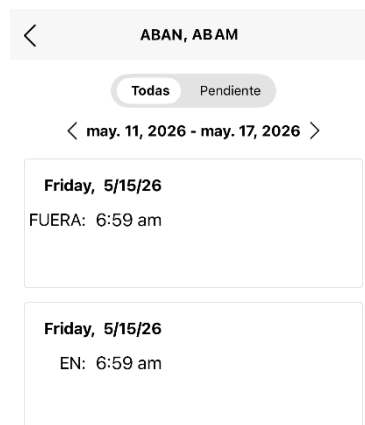 ABAN, ABAM
Todas Pendiente
may. 11, 2026 - may. 17, 2026
Friday, 5/15/26
FUERA: 6:59 am
Friday, 5/15/26
EN: 6:59 am